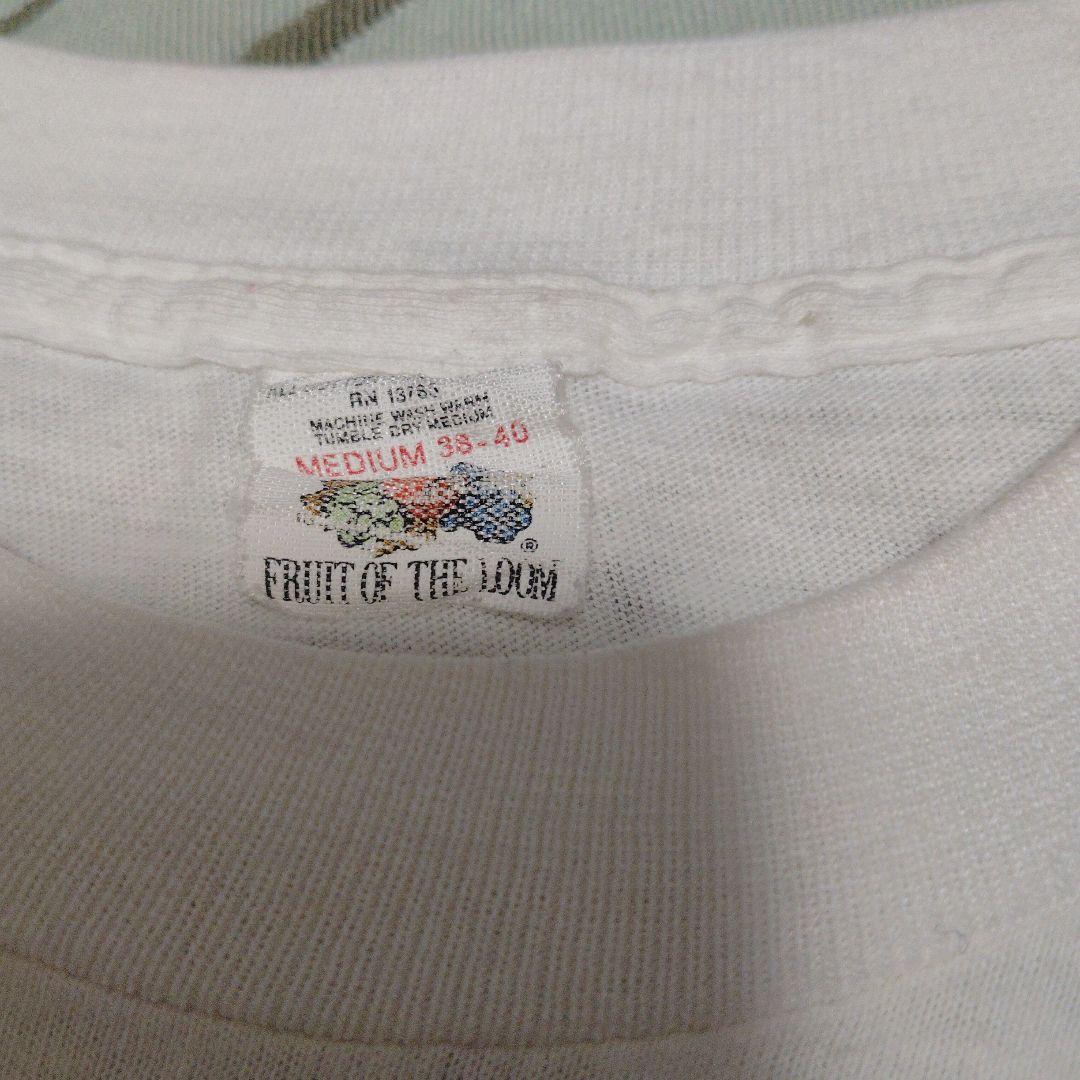 RN 13765
MACHINE WASH WARM
TUMBLE DRY MEDIUM
MEDIUM 38-40
®
FRUIT OF THE LOOM